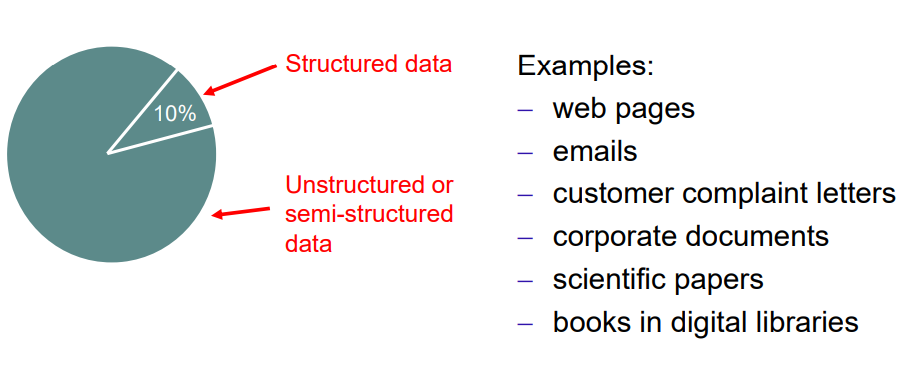 Structured data
10%
Unstructured or
semi-structured
data
Examples:
– web pages
– emails
– customer complaint letters
– corporate documents
– scientific papers
– books in digital libraries